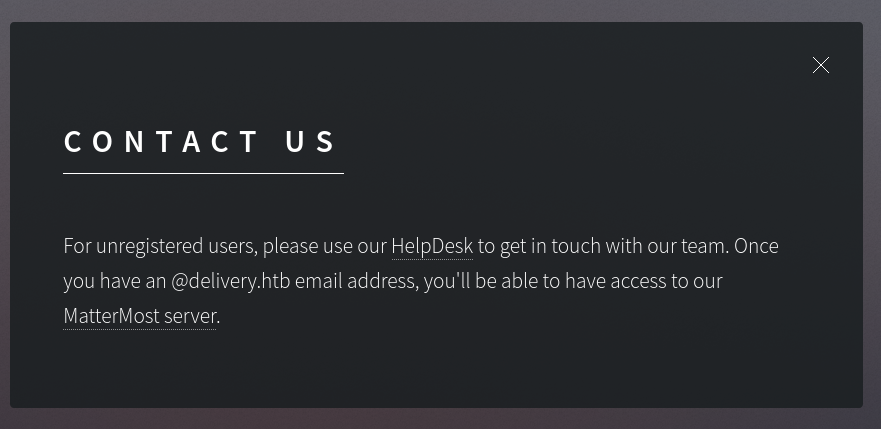 CONTACT US
For unregistered users, please use our HelpDesk to get in touch with our team. Once
you have an @delivery.htb email address, you'll be able to have access to our
MatterMost server.